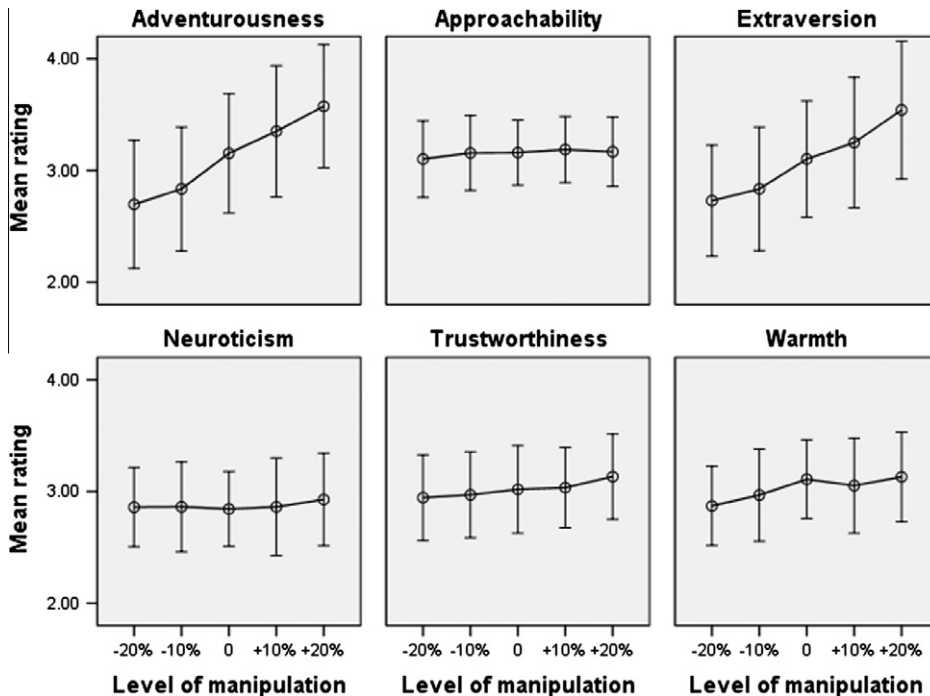 Adventurousness Approachability Extraversion
4.00
3.00
2.00
Mean rating
Neuroticism Trustworthiness Warmth
4.00
3.00
2.00
Mean rating
-20% -10% 0 +10% +20% -20% -10% 0 +10% +20% -20% -10% 0 +10% +20%
Level of manipulation Level of manipulation Level of manipulation